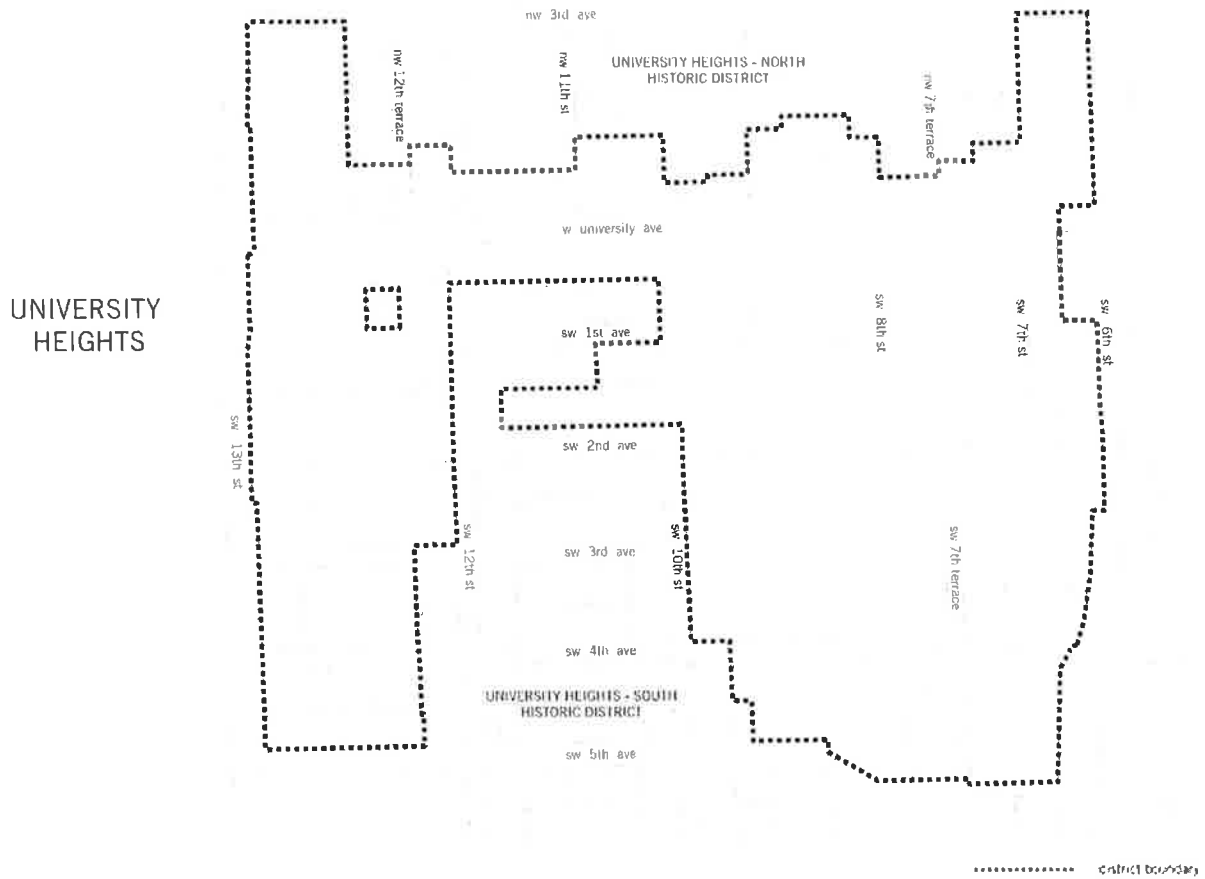 nw 3rd ave
nw 12th terrace
nw 11th st
UNIVERSITY HEIGHTS - NORTH
HISTORIC DISTRICT
nw 7th terrace
w university ave
UNIVERSITY
HEIGHTS
sw 1st ave
sw 8th st
sw 7th st
sw 6th st
sw 13th st
sw 2nd ave
sw 12th st
sw 3rd ave
sw 10th st
sw 7th terrace
sw 4th ave
UNIVERSITY HEIGHTS - SOUTH
HISTORIC DISTRICT
sw 5th ave
district boundary